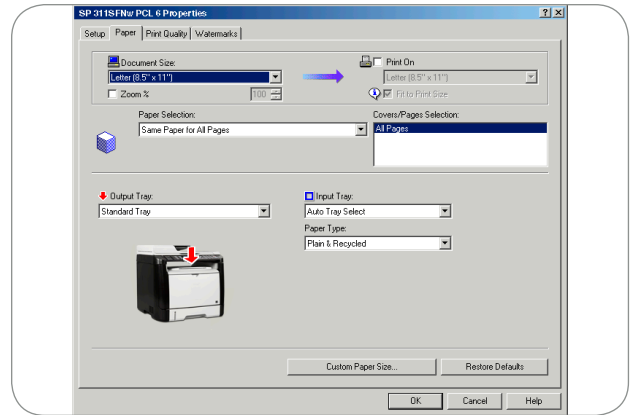 SP 311SFNw PCL 6 Properties
Setup Paper Print Quality Watermarks
Document Size:
Print On
Letter (8.5" x 11")
Letter (8.5" x 11")
Zoom %
100
Fit to Print Size
Paper Selection:
Covers/Pages Selection:
Same Paper for All Pages
All Pages
Output Tray:
Input Tray:
Standard Tray
Auto Tray Select
Paper Type:
Plain & Recycled
Custom Paper Size...
Restore Defaults
OK
Cancel
Help